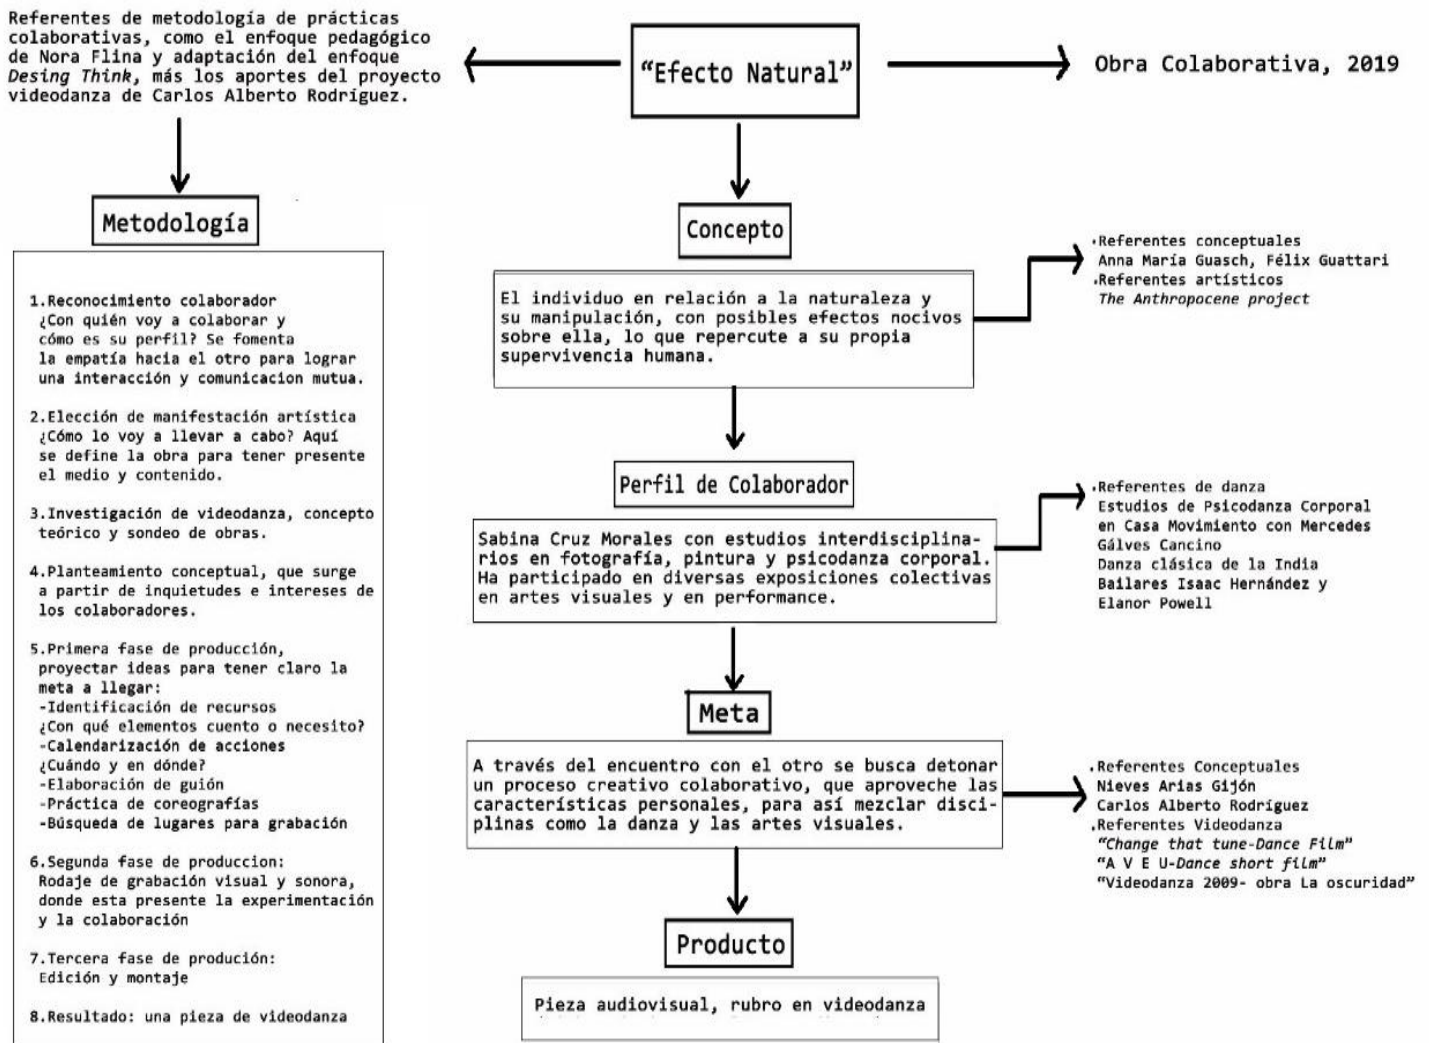 Referentes de metodología de prácticas
colaborativas, como el enfoque pedagógico
de Nora Flina y adaptación del enfoque
Desing Think, más los aportes del proyecto
videodanza de Carlos Alberto Rodríguez.
“Efecto Natural”
Obra Colaborativa, 2019
Metodología
1.Reconocimiento colaborador
¿Con quién voy a colaborar y
cómo es su perfil? Se fomenta
la empatía hacia el otro para lograr
una interacción y comunicacion mutua.
2.Elección de manifestación artística
¿Cómo lo voy a llevar a cabo? Aquí
se define la obra para tener presente
el medio y contenido.
3.Investigación de videodanza, concepto
teórico y sondeo de obras.
4.Planteamiento conceptual, que surge
a partir de inquietudes e intereses de
los colaboradores.
5.Primera fase de producción,
proyectar ideas para tener claro la
meta a llegar:
-Identificación de recursos
¿Con qué elementos cuento o necesito?
-Calendarización de acciones
¿Cuándo y en dónde?
-Elaboración de guión
-Práctica de coreografías
-Búsqueda de lugares para grabación
6.Segunda fase de produccion:
Rodaje de grabación visual y sonora,
donde esta presente la experimentación
y la colaboración
7.Tercera fase de produción:
Edición y montaje
8.Resultado: una pieza de videodanza
Concepto
El individuo en relación a la naturaleza y
su manipulación, con posibles efectos nocivos
sobre ella, lo que repercute a su propia
supervivencia humana.
.Referentes conceptuales
Anna María Guasch, Félix Guattari
.Referentes artísticos
The Anthropocene project
Perfil de Colaborador
Sabina Cruz Morales con estudios interdisciplina-
rios en fotografía, pintura y psicodanza corporal.
Ha participado en diversas exposiciones colectivas
en artes visuales y en performance.
.Referentes de danza
Estudios de Psicodanza Corporal
en Casa Movimiento con Mercedes
Gálves Cancino
Danza clásica de la India
Bailares Isaac Hernández y
Elanor Powell
Meta
A través del encuentro con el otro se busca detonar
un proceso creativo colaborativo, que aproveche las
características personales, para así mezclar disci-
plinas como la danza y las artes visuales.
.Referentes Conceptuales
Nieves Arias Gijón
Carlos Alberto Rodríguez
.Referentes Videodanza
“Change that tune-Dance Film”
“A V E U-Dance short film”
“Videodanza 2009- obra La oscuridad”
Producto
Pieza audiovisual, rubro en videodanza